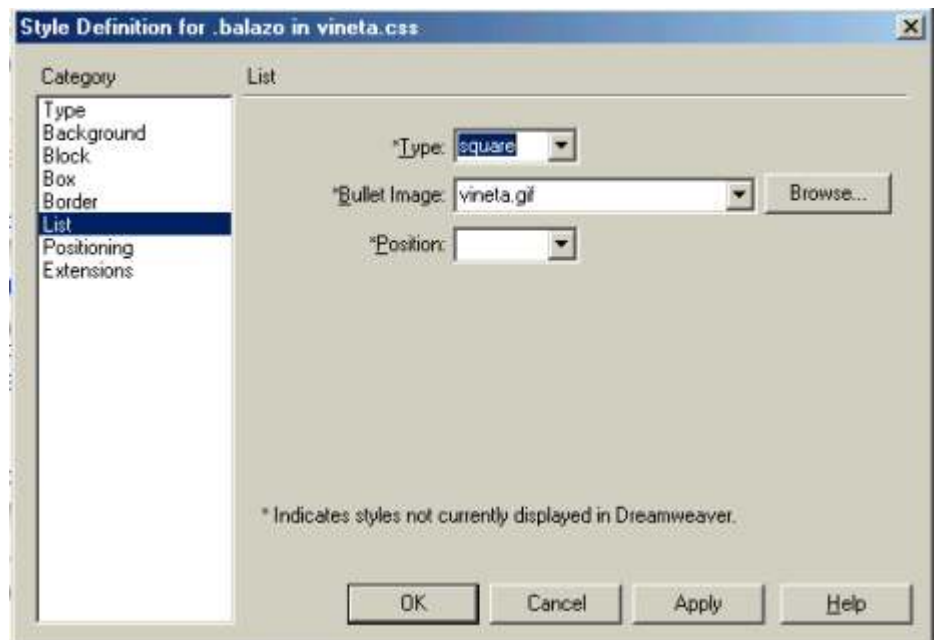 Style Definition for .balazo in vineta.css
Category
List
Type
Background
Block
Box
Border
List
Positioning
Extensions
*Type: square
*Bullet Image: vineta.gif Browse...
*Position:
* Indicates styles not currently displayed in Dreamweaver.
OK Cancel Apply Help